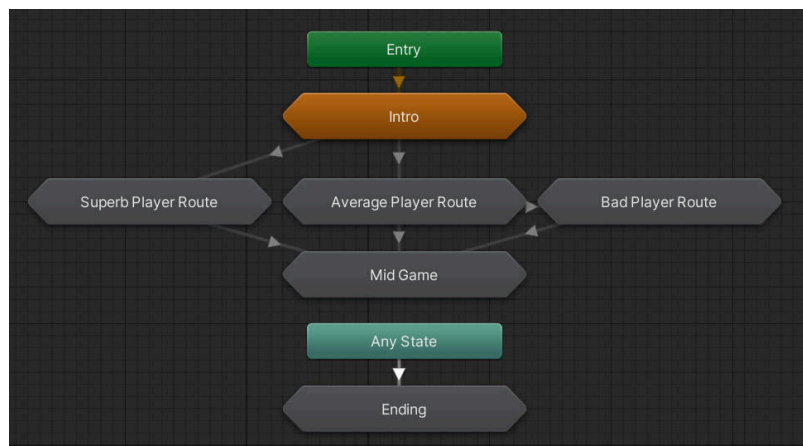 Entry
Intro
Superb Player Route
Average Player Route
Bad Player Route
Mid Game
Any State
Ending